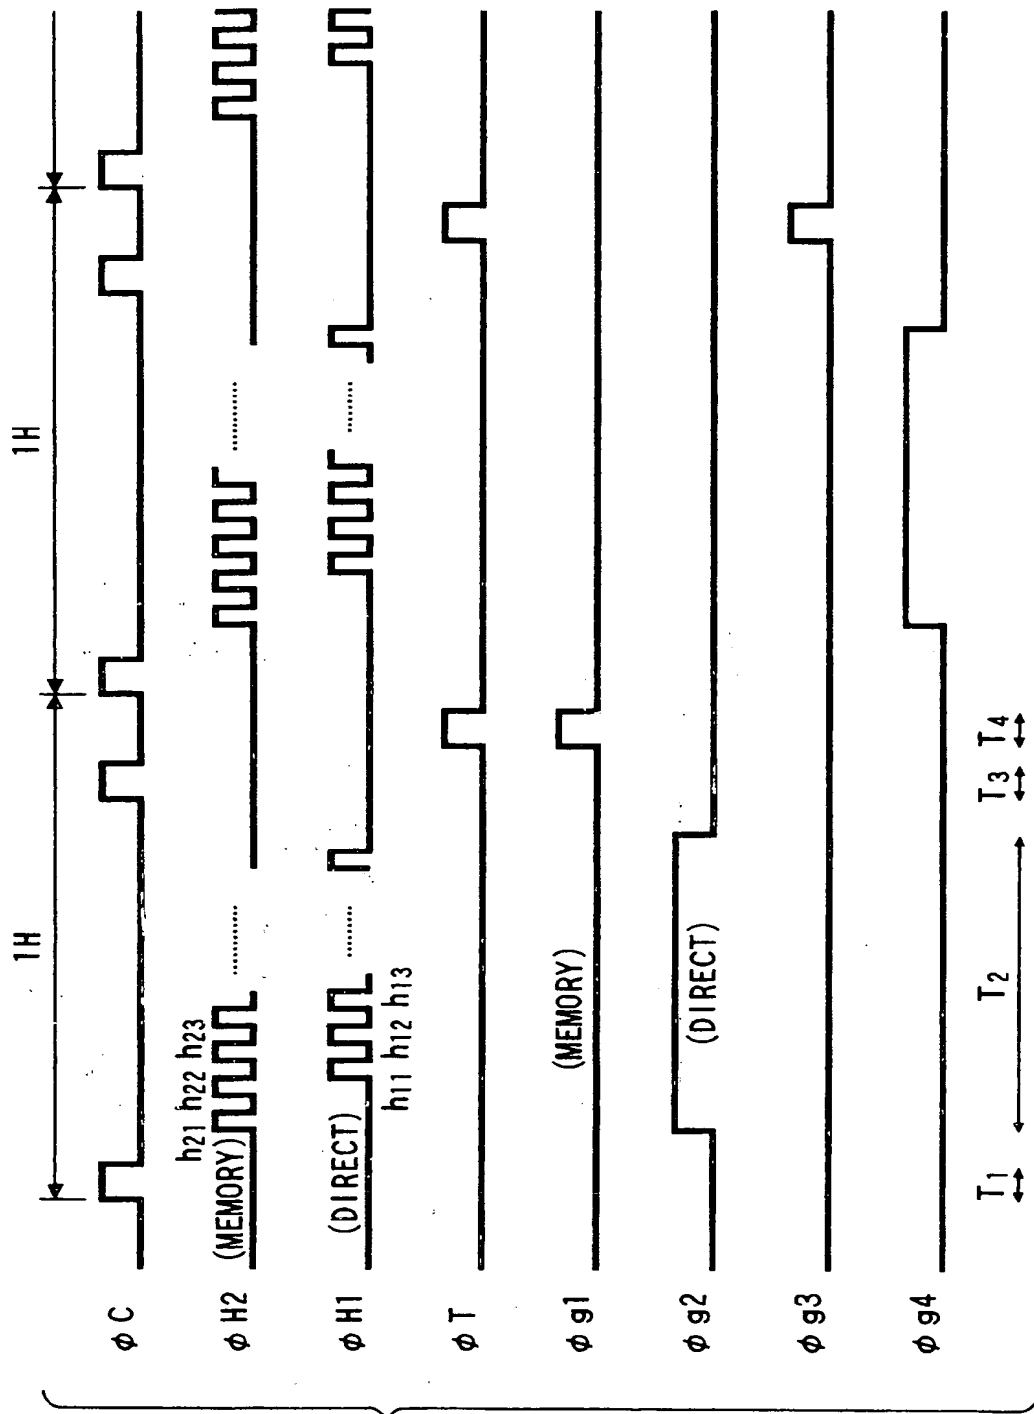 1H 1H
φC
φH2 (MEMORY) h21 h22 h23
φH1 (DIRECT) h11 h12 h13
φT
φg1 (MEMORY)
φg2 (DIRECT)
φg3
φg4
T1 T2 T3 T4